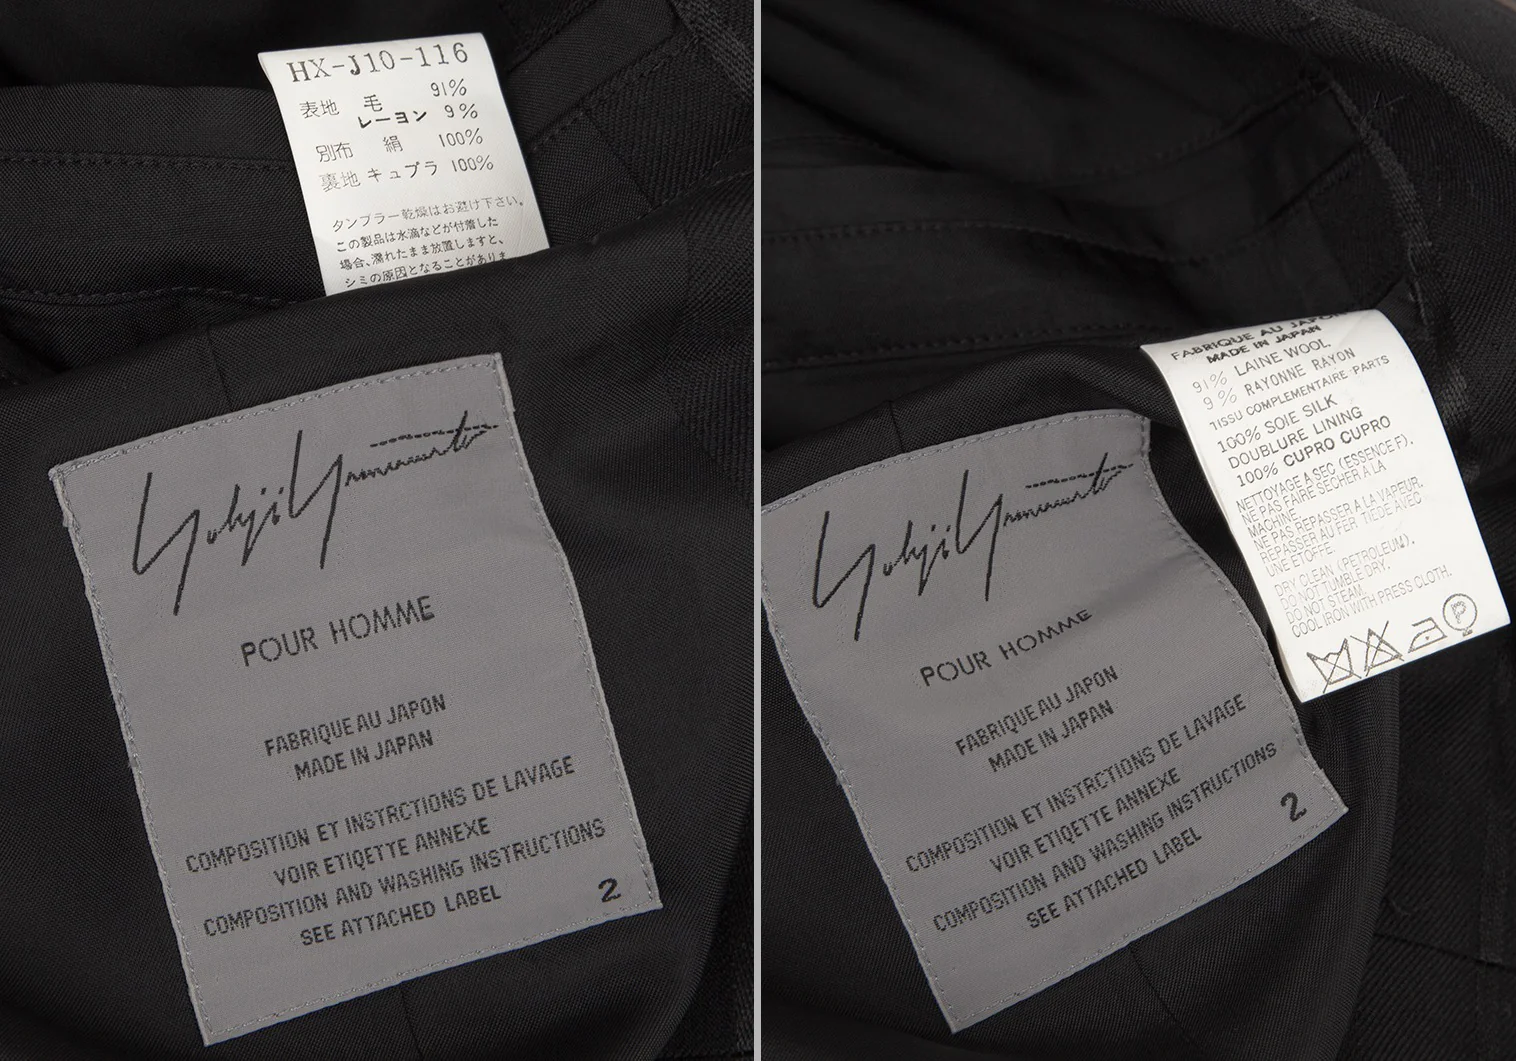 HX-J10-116
表地 毛 91%
レーヨン 9%
別布 絹 100%
裏地 キュプラ 100%
タンブラー乾燥はお避け下さい。
この製品は水滴などが付着した
場合、濡れたまま放置しますと、
シミの原因となることがありま
Yohji Yamamoto
POUR HOMME
FABRIQUE AU JAPON
MADE IN JAPAN
COMPOSITION ET INSTRCTIONS DE LAVAGE
VOIR ETIQETTE ANNEXE
COMPOSITION AND WASHING INSTRUCTIONS
SEE ATTACHED LABEL
2
FABRIQUE AU JAPON
MADE IN JAPAN
91% LAINE WOOL
9% RAYONNE RAYON
TISSU COMPLEMENTAIRE·PARTS
100% SOIE SILK
DOUBLURE LINING
100% CUPRO CUPRO
NETTOYAGE A SEC (ESSENCE F).
NE PAS FAIRE SECHER A LA
MACHINE.
NE PAS REPASSER A LA VAPEUR.
REPASSER AU FER TIEDE AVEC
UNE ETOFFE.
DRY CLEAN (PETROLEUM).
DO NOT TUMBLE DRY.
DO NOT STEAM.
COOL IRON WITH PRESS CLOTH.
P
Yohji Yamamoto
POUR HOMME
FABRIQUE AU JAPON
MADE IN JAPAN
COMPOSITION ET INSTRCTIONS DE LAVAGE
VOIR ETIQETTE ANNEXE
COMPOSITION AND WASHING INSTRUCTIONS
SEE ATTACHED LABEL
2